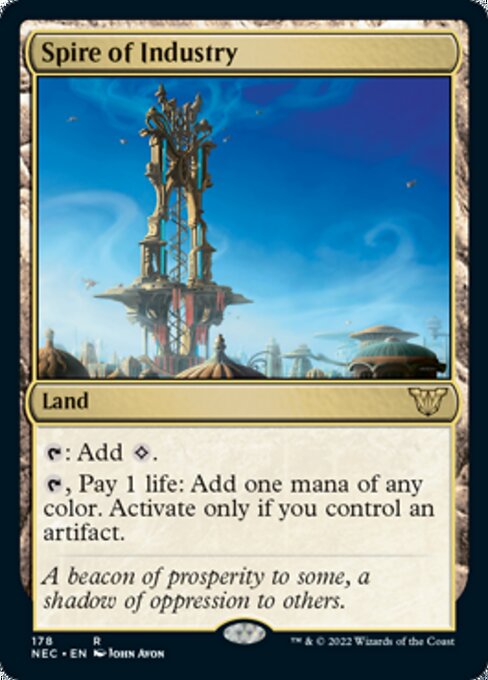 Spire of Industry
Land
: Add .
, Pay 1 life: Add one mana of any
color. Activate only if you control an
artifact.
A beacon of prosperity to some, a
shadow of oppression to others.
178 R
NEC • EN John Avon
™ & © 2022 Wizards of the Coast